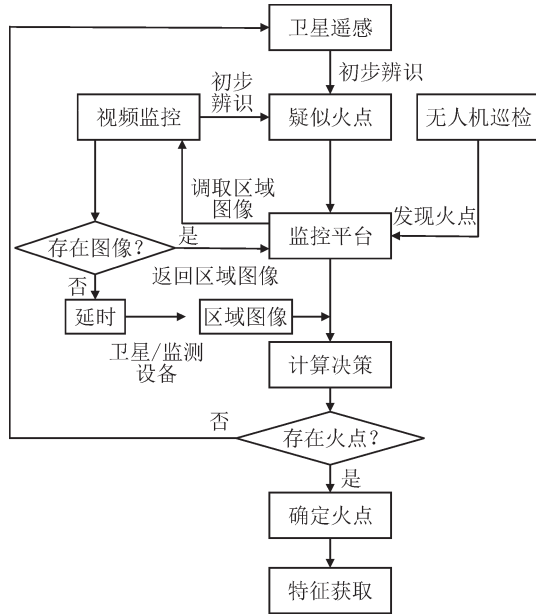 卫星遥感
初步辨识
初步
辨识
视频监控
疑似火点
无人机巡检
调取区域
图像
发现火点
存在图像？
是
监控平台
返回区域图像
否
延时
区域图像
卫星/监测
设备
计算决策
否
存在火点？
是
确定火点
特征获取